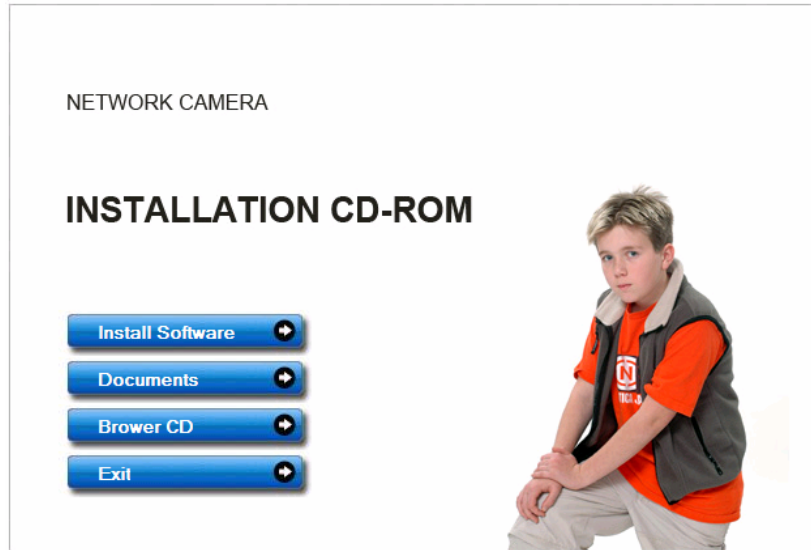 NETWORK CAMERA
INSTALLATION CD-ROM
Install Software
Documents
Brower CD
Exit
N